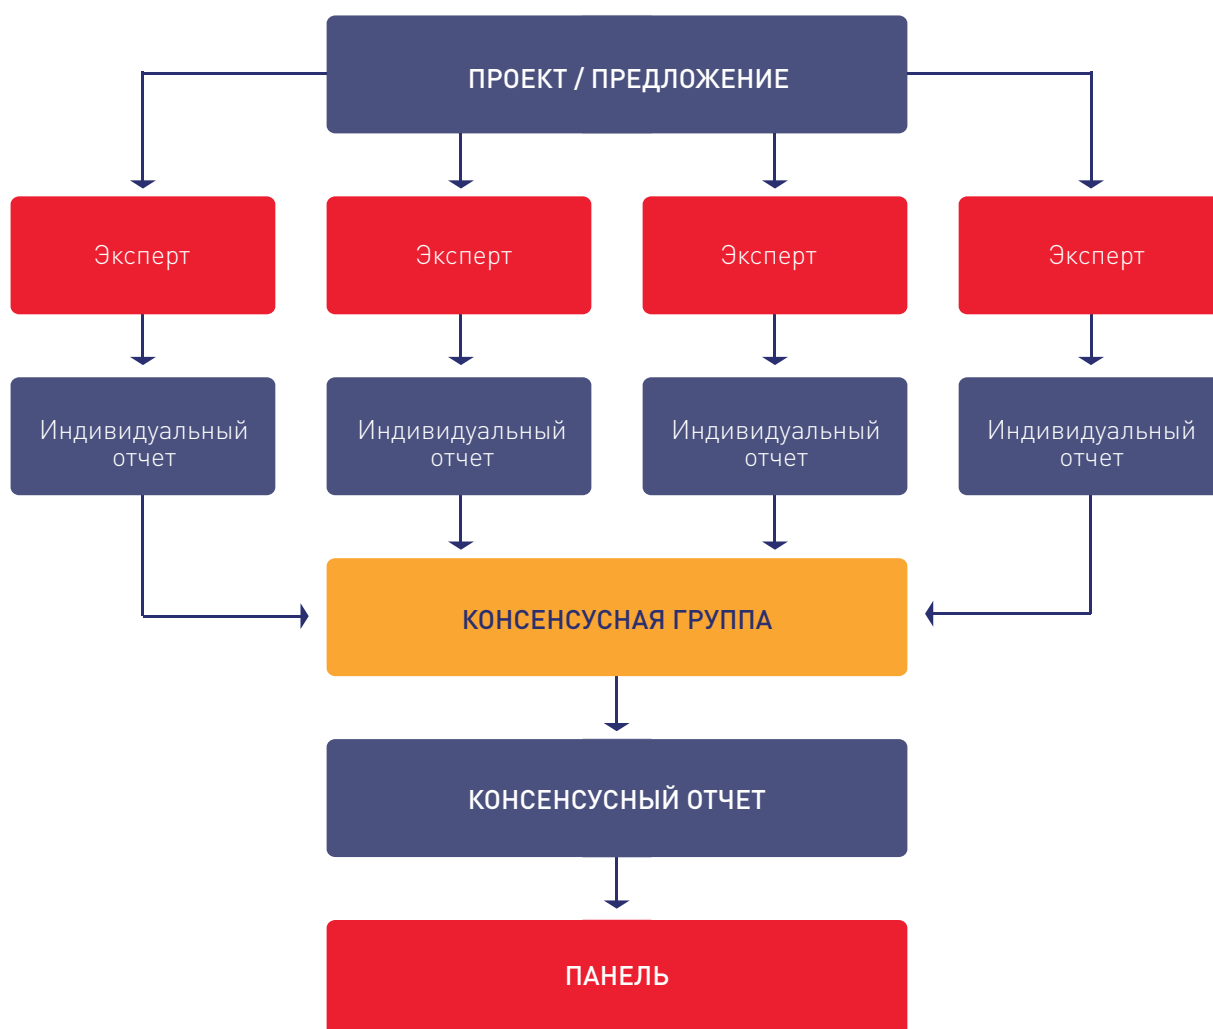 ПРОЕКТ / ПРЕДЛОЖЕНИЕ
Эксперт
Эксперт
Эксперт
Эксперт
Индивидуальный
отчет
Индивидуальный
отчет
Индивидуальный
отчет
Индивидуальный
отчет
КОНСЕНСУСНАЯ ГРУППА
КОНСЕНСУСНЫЙ ОТЧЕТ
ПАНЕЛЬ